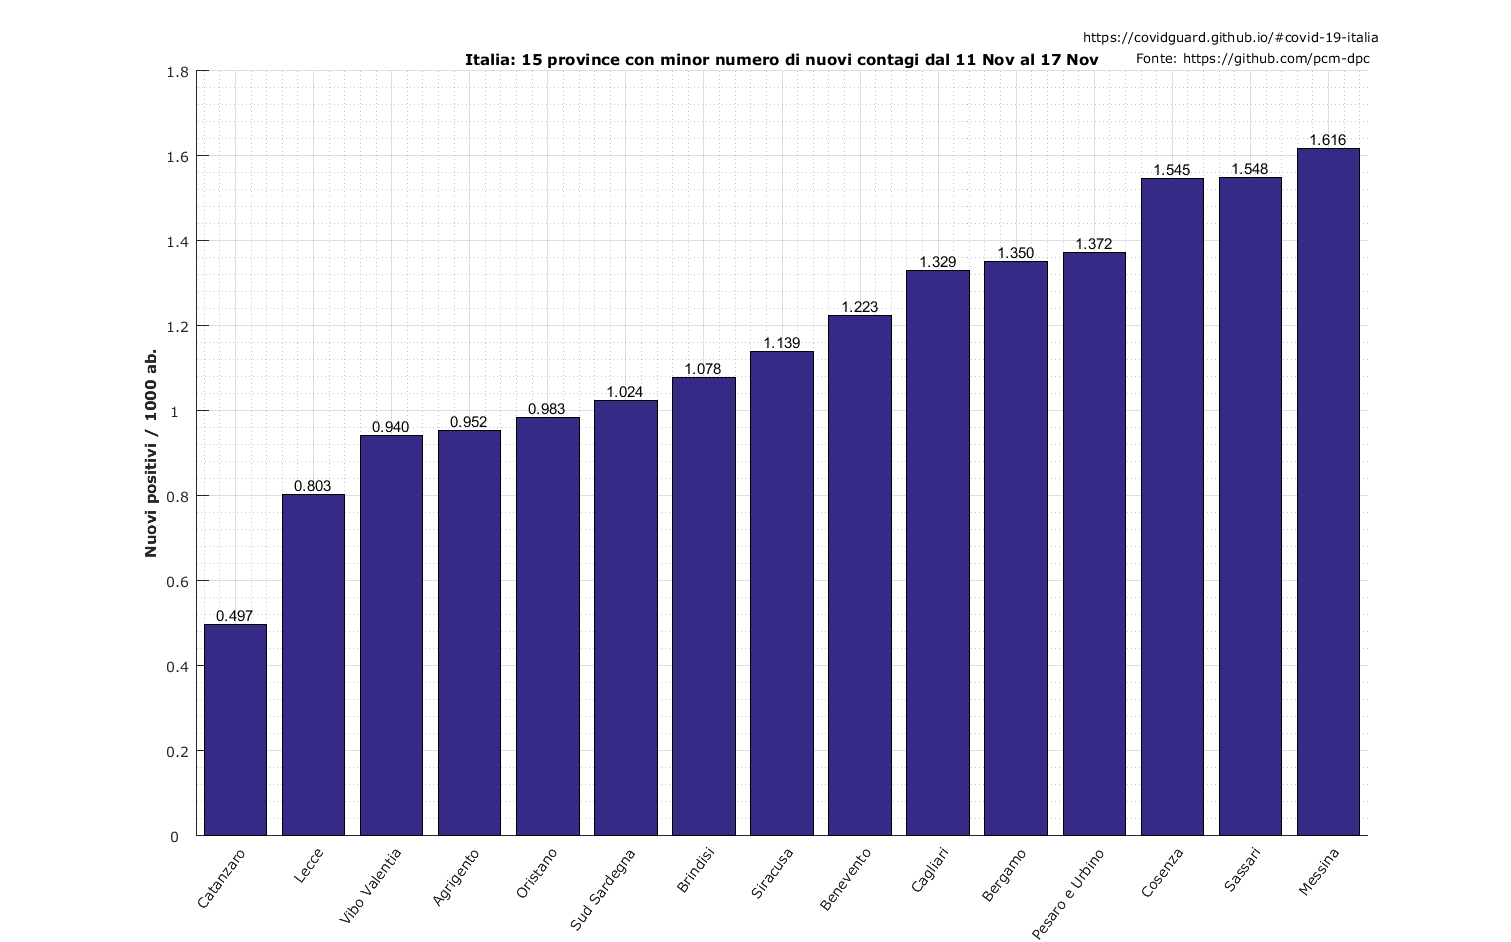 https://covidguard.github.io/#covid-19-italia
Italia: 15 province con minor numero di nuovi contagi dal 11 Nov al 17 Nov
Fonte: https://github.com/pcm-dpc
Nuovi positivi / 1000 ab.
1.8
1.6
1.4
1.2
1
0.8
0.6
0.4
0.2
0
0.497
0.803
0.940
0.952
0.983
1.024
1.078
1.139
1.223
1.329
1.350
1.372
1.545
1.548
1.616
Catanzaro
Lecce
Vibo Valentia
Agrigento
Oristano
Sud Sardegna
Brindisi
Siracusa
Benevento
Cagliari
Bergamo
Pesaro e Urbino
Cosenza
Sassari
Messina